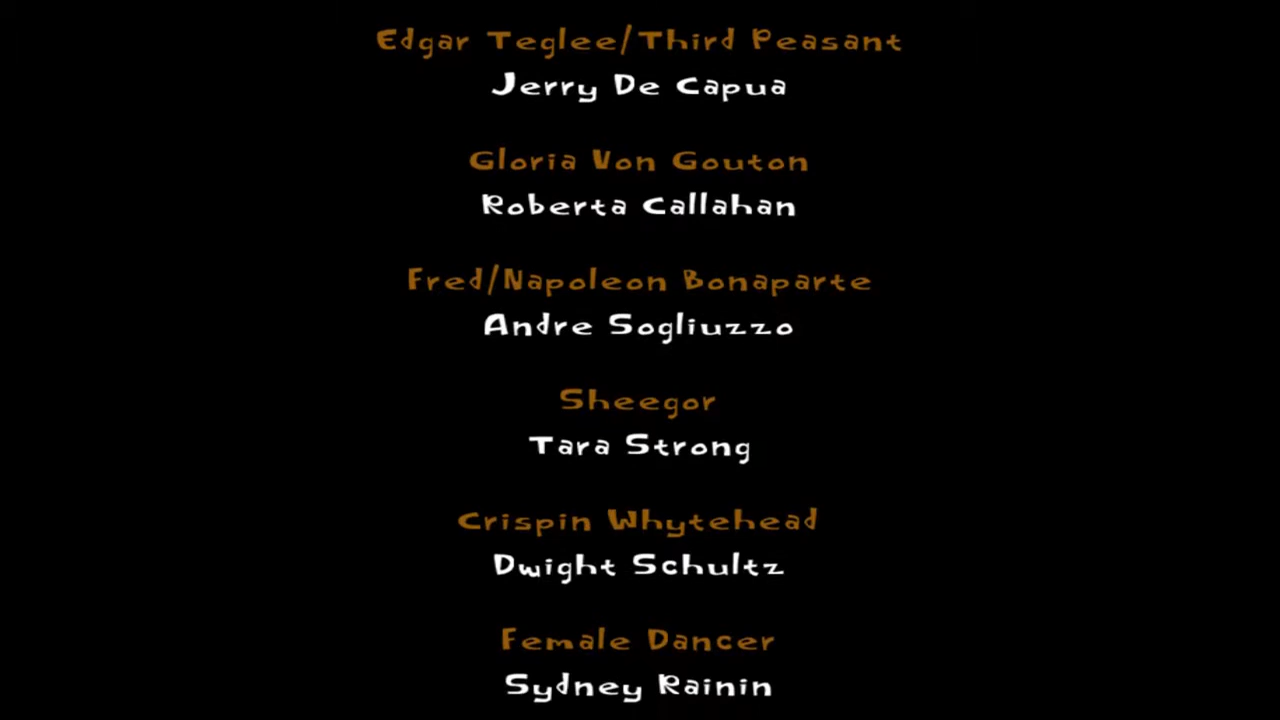 Edgar Teglee/Third Peasant
Jerry De Capua
Gloria Von Gouton
Roberta Callahan
Fred/Napoleon Bonaparte
Andre Sogliuzzo
Sheegor
Tara Strong
Crispin Whytehead
Dwight Schultz
Female Dancer
Sydney Rainin